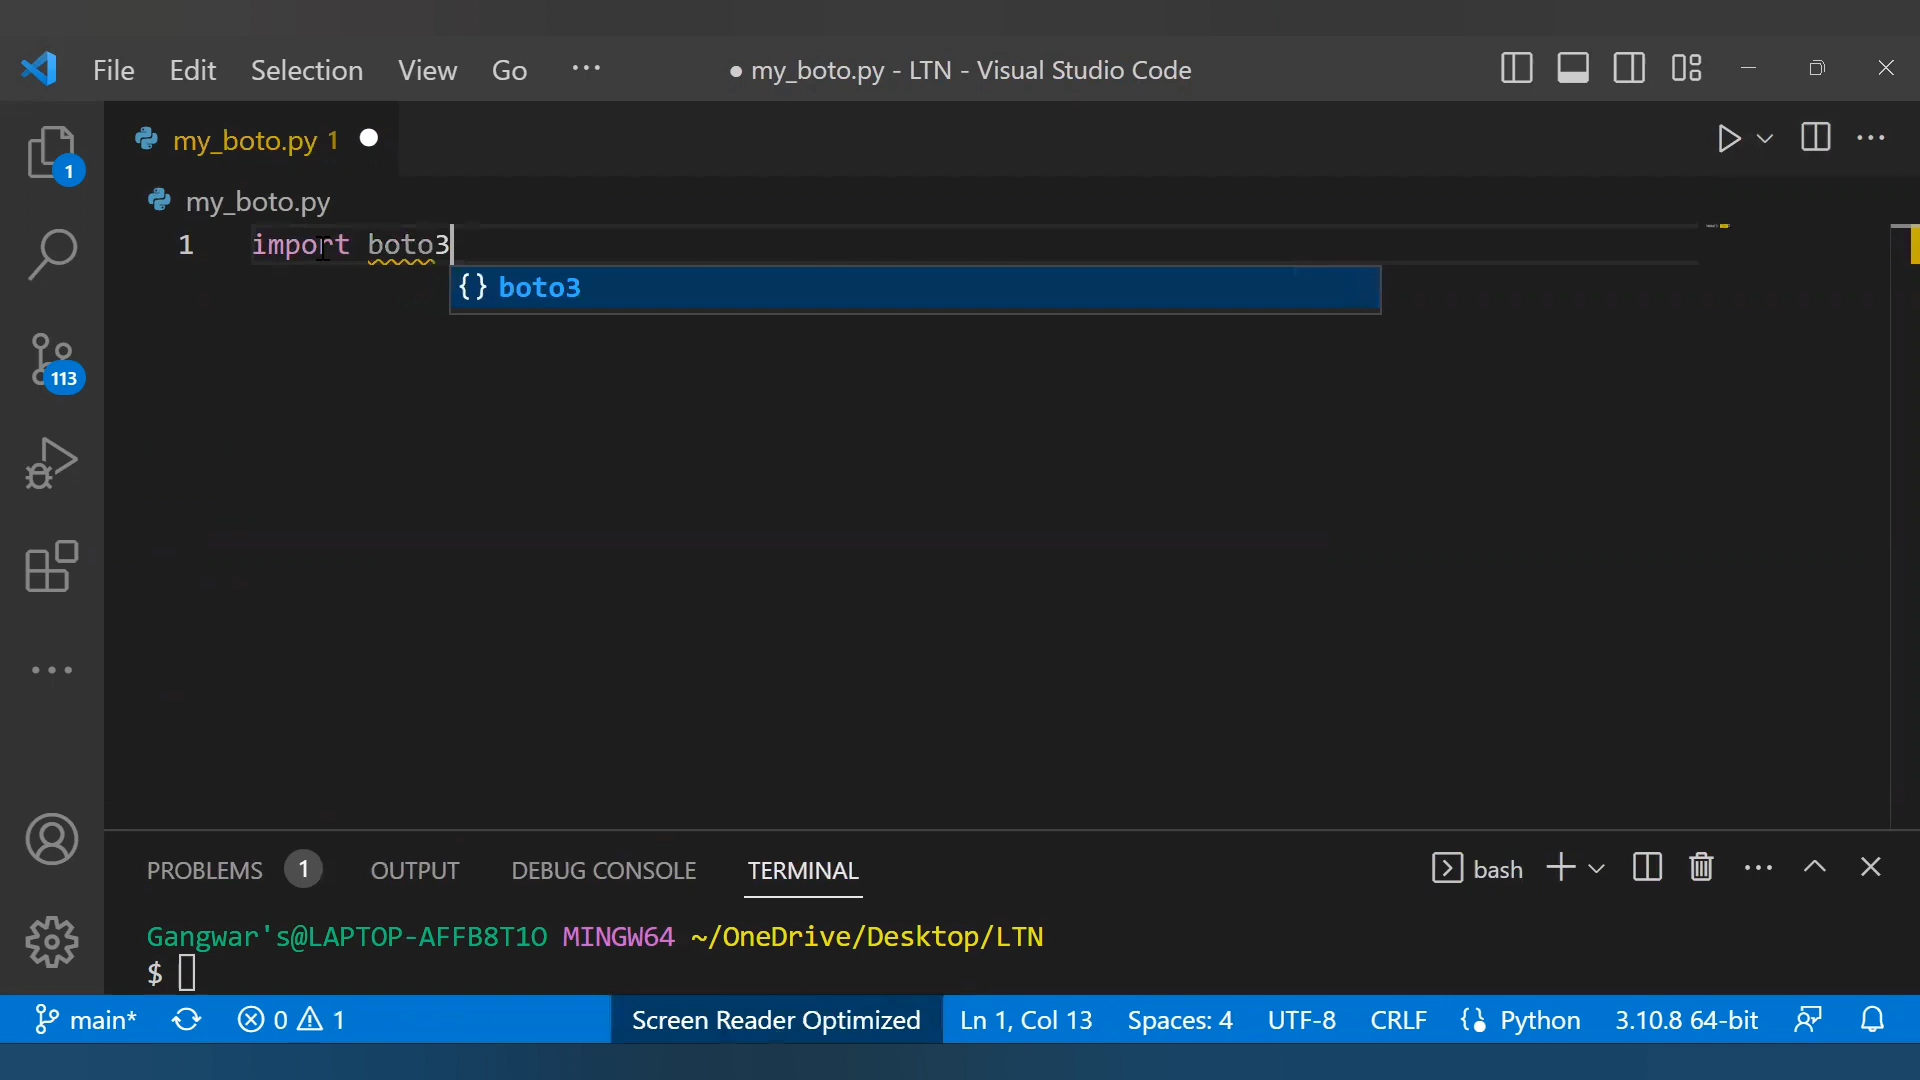 File Edit Selection View Go ··· ● my_boto.py - LTN - Visual Studio Code
my_boto.py 1
1
my_boto.py
1 import boto3
{} boto3
113
PROBLEMS 1 OUTPUT DEBUG CONSOLE TERMINAL bash
Gangwar's@LAPTOP-AFFB8T1O MINGW64 ~/OneDrive/Desktop/LTN
$
main* 0 1 Screen Reader Optimized Ln 1, Col 13 Spaces: 4 UTF-8 CRLF Python 3.10.8 64-bit